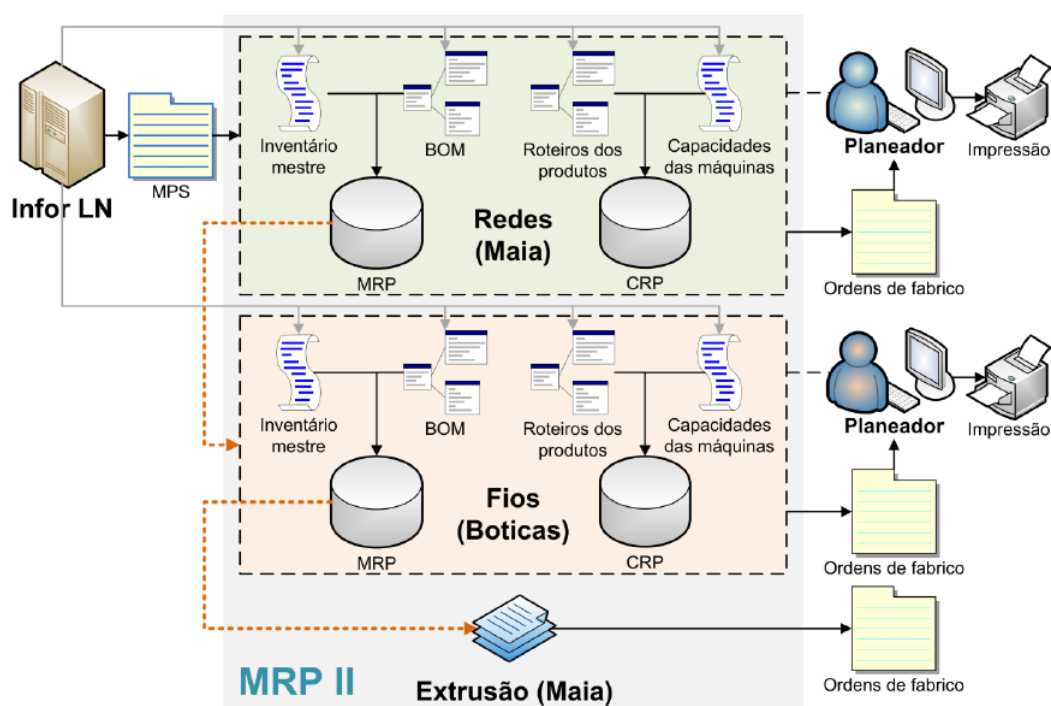 Infor LN
MPS
Inventário
mestre
BOM
Roteiros dos
produtos
Capacidades
das máquinas
MRP
Redes
(Maia)
CRP
Planeador
Impressão
Ordens de fabrico
Inventário
mestre
BOM
Roteiros dos
produtos
Capacidades
das máquinas
MRP
Fios
(Boticas)
CRP
Planeador
Impressão
Ordens de fabrico
MRP II
Extrusão (Maia)
Ordens de fabrico